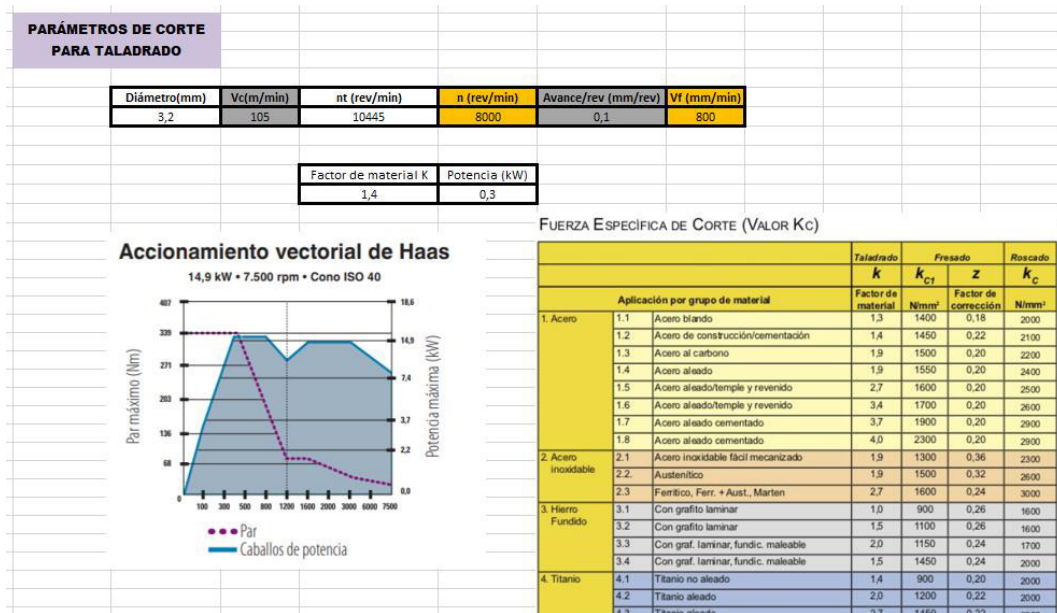 PARÁMETROS DE CORTE
PARA TALADRADO
Diámetro(mm) Vc(m/min) nt (rev/min) n (rev/min) Avance/rev (mm/rev) Vf (mm/min)
3,2 105 10445 8000 0,1 800
Factor de material K Potencia (kW)
1,4 0,3
Accionamiento vectorial de Haas
14,9 kW • 7.500 rpm • Cono ISO 40
Par máximo (Nm)
407
339
271
203
136
68
0
18,6
14,9
7,4
3,7
2,2
0,0
Potencia máxima (kW)
100 300 500 800 1200 1600 2000 3000 6000 7500
Par
Caballos de potencia
FUERZA ESPECÍFICA DE CORTE (VALOR KC)
Taladrado Fresado Roscado
k kC1 z kC
Aplicación por grupo de material Factor de material N/mm² Factor de corrección N/mm²
1. Acero 1.1 Acero blando 1,3 1400 0,18 2000
1.2 Acero de construcción/cementación 1,4 1450 0,22 2100
1.3 Acero al carbono 1,9 1500 0,20 2200
1.4 Acero aleado 1,9 1550 0,20 2400
1.5 Acero aleado/temple y revenido 2,7 1600 0,20 2500
1.6 Acero aleado/temple y revenido 3,4 1700 0,20 2600
1.7 Acero aleado cementado 3,7 1900 0,20 2900
1.8 Acero aleado cementado 4,0 2300 0,20 2900
2. Acero inoxidable 2.1 Acero inoxidable fácil mecanizado 1,9 1300 0,36 2300
2.2. Austenítico 1,9 1500 0,32 2600
2.3 Ferritico, Ferr. + Aust., Marten 2,7 1600 0,24 3000
3. Hierro Fundido 3.1 Con grafito laminar 1,0 900 0,26 1600
3.2 Con grafito laminar 1,5 1100 0,26 1600
3.3 Con graf. laminar, fundic. maleable 2,0 1150 0,24 1700
3.4 Con graf. laminar, fundic. maleable 1,5 1450 0,24 2000
4. Titanio 4.1 Titanio no aleado 1,4 900 0,20 2000
4.2 Titanio aleado 2,0 1200 0,22 2000
4.3 Titanio aleado 2,7 1450 0,22